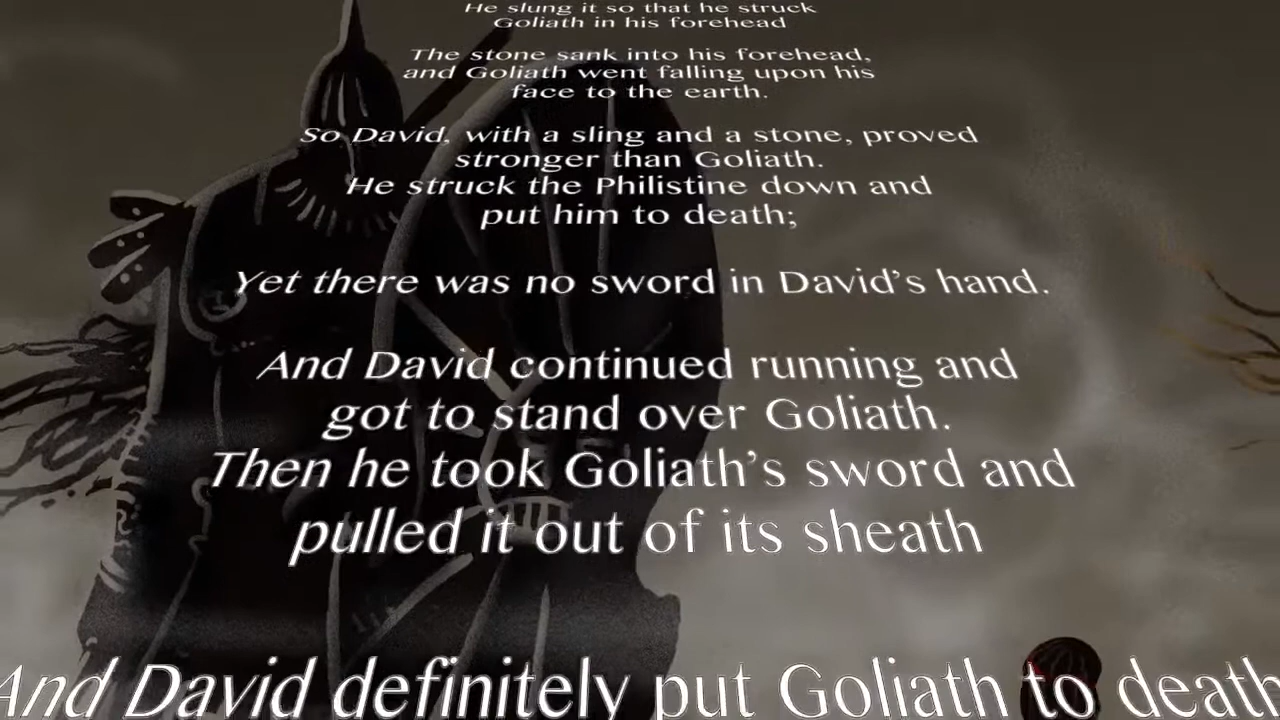 He slung it so that he struck
Goliath in his forehead
The stone sank into his forehead,
and Goliath went falling upon his
face to the earth.
So David, with a sling and a stone, proved
stronger than Goliath.
He struck the Philistine down and
put him to death;
Yet there was no sword in David’s hand.
And David continued running and
got to stand over Goliath.
Then he took Goliath’s sword and
pulled it out of its sheath
And David definitely put Goliath to death